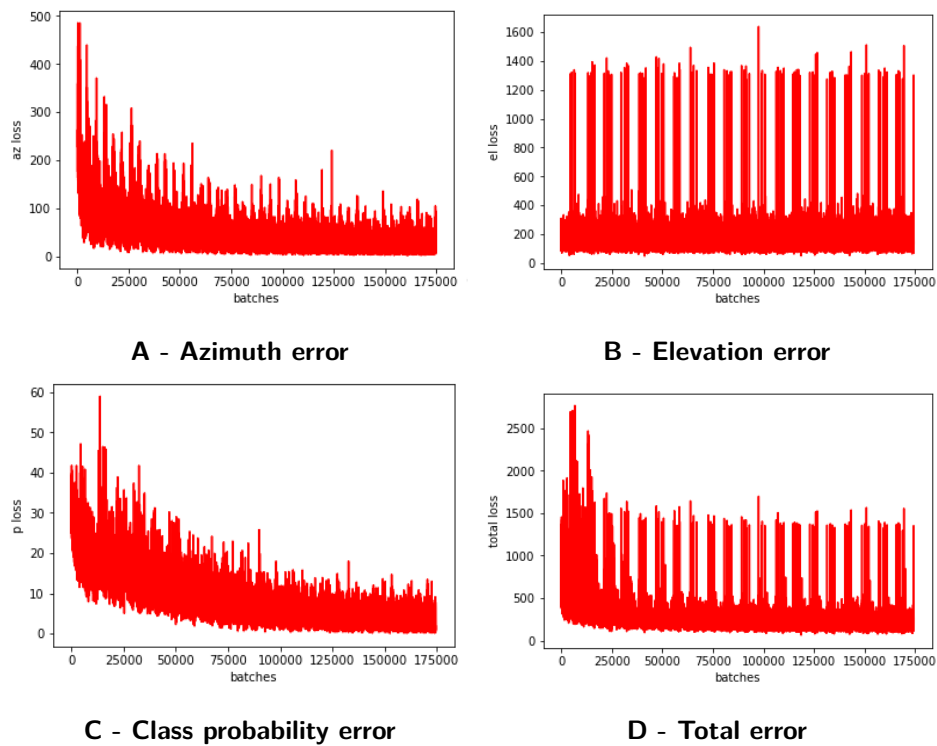 500
400
300
200
100
0
az loss
0 25000 50000 75000 100000 125000 150000 175000
batches
A - Azimuth error
1600
1400
1200
1000
800
600
400
200
0
el loss
0 25000 50000 75000 100000 125000 150000 175000
batches
B - Elevation error
60
50
40
30
20
10
0
p loss
0 25000 50000 75000 100000 125000 150000 175000
batches
C - Class probability error
2500
2000
1500
1000
500
0
total loss
0 25000 50000 75000 100000 125000 150000 175000
batches
D - Total error